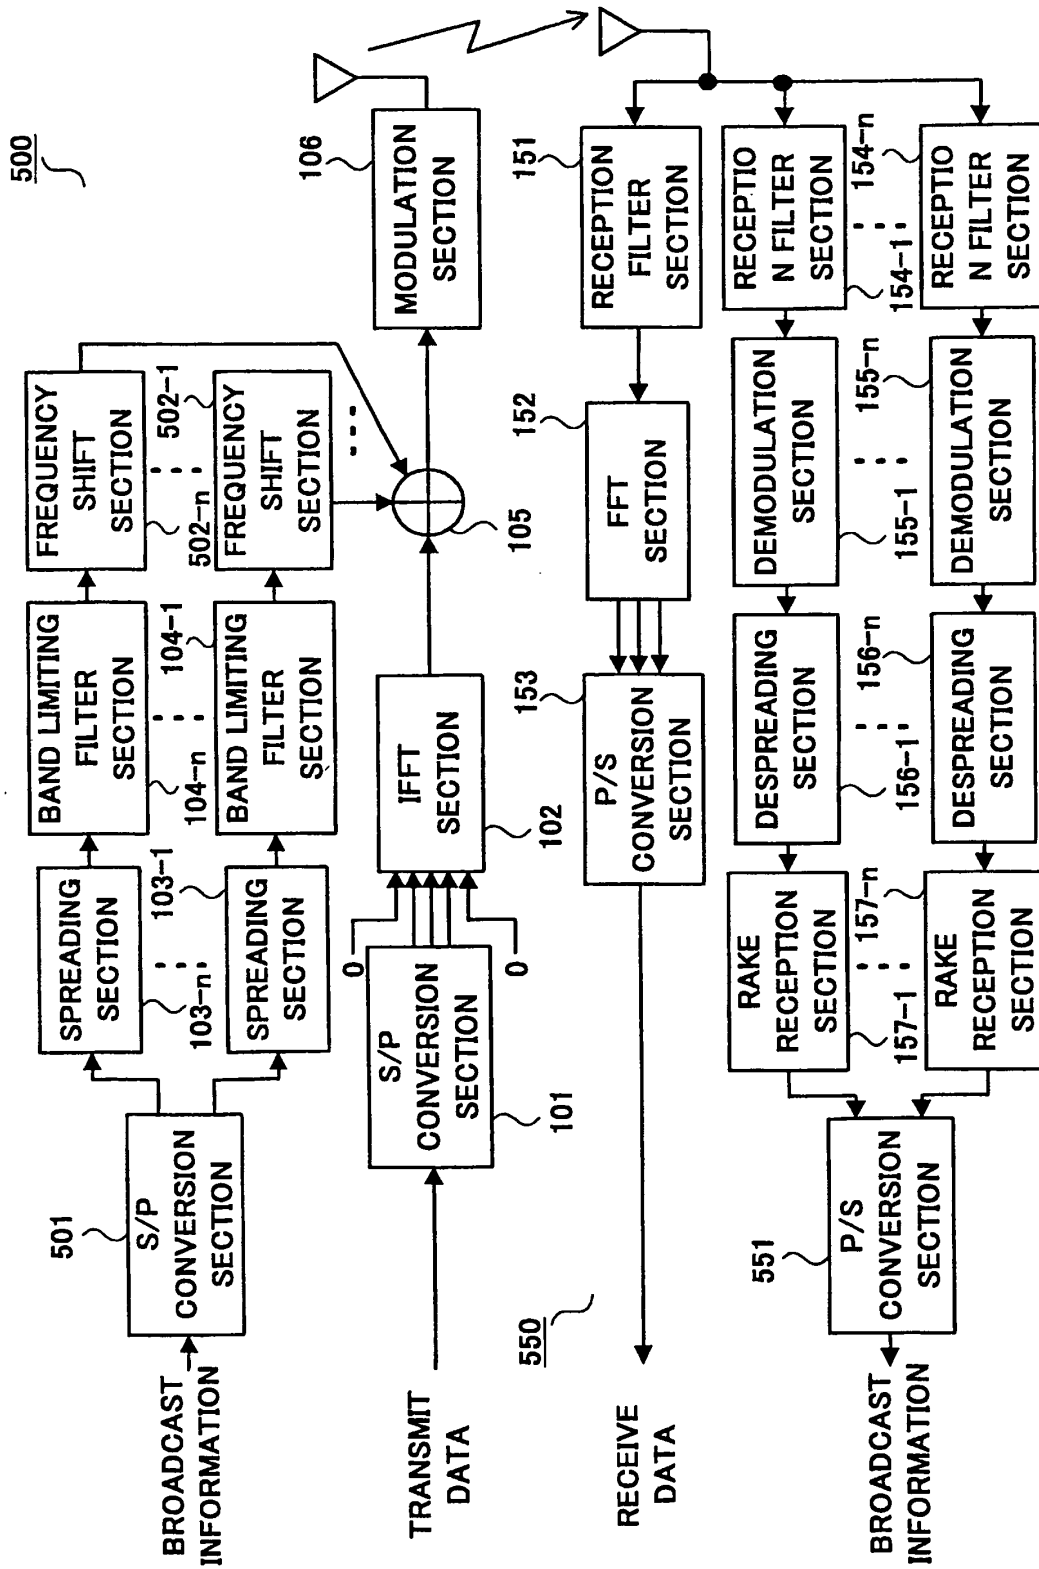 500
BROADCAST
INFORMATION
501
S/P
CONVERSION
SECTION
SPREADING
SECTION
103-n
103-1
SPREADING
SECTION
BAND LIMITING
FILTER
SECTION
104-n
104-1
BAND LIMITING
FILTER
SECTION
FREQUENCY
SHIFT
SECTION
502-n
502-1
FREQUENCY
SHIFT
SECTION
TRANSMIT
DATA
S/P
CONVERSION
SECTION
101
0
0
IFFT
SECTION
102
105
106
MODULATION
SECTION
550
RECEIVE
DATA
153
P/S
CONVERSION
SECTION
152
FFT
SECTION
151
RECEPTION
FILTER
SECTION
BROADCAST
INFORMATION
551
P/S
CONVERSION
SECTION
RAKE
RECEPTION
SECTION
157-1
157-n
RAKE
RECEPTION
SECTION
DESPREADING
SECTION
156-1
156-n
DESPREADING
SECTION
DEMODULATION
SECTION
155-1
155-n
DEMODULATION
SECTION
RECEPTIO
N FILTER
SECTION
154-1
154-n
RECEPTIO
N FILTER
SECTION